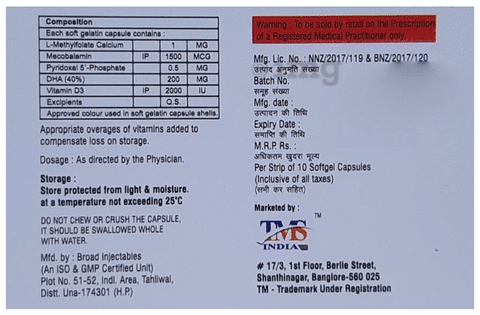 Composition
Each soft gelatin capsule contains :
L-Methylfolate Calcium 1 MG
Mecobalamin IP 1500 MCG
Pyridoxal 5'-Phosphate 0.5 MG
DHA (40%) 200 MG
Vitamin D3 IP 2000 IU
Excipients Q.S.
Approved colour used in soft gelatin capsule shells.
Appropriate overages of vitamins added to
compensate loss on storage.
Dosage : As directed by the Physician.
Storage :
Store protected from light & moisture.
at a temperature not exceeding 25°C
DO NOT CHEW OR CRUSH THE CAPSULE,
IT SHOULD BE SWALLOWED WHOLE
WITH WATER.
Mfd. by : Broad Injectables
(An ISO & GMP Certified Unit)
Plot No. 51-52, Indl. Area, Tahliwal,
Distt. Una-174301 (H.P.)
Warning : To be sold by retail on the Prescription
of a Registered Medical Practitioner only.
Mfg. Lic. No. : NNZ/2017/119 & BNZ/2017/120
उत्पाद अनुमति संख्या
Batch No.
समूह संख्या
Mfg. date :
उत्पादन की तिथि
Expiry Date :
समाप्ति की तिथि
M.R.P. Rs. :
अधिकतम खुदरा मूल्य
Per Strip of 10 Softgel Capsules
(Inclusive of all taxes)
(सभी कर सहित)
Marketed by :
TMS TM
INDIA
# 17/3, 1st Floor, Berlie Street,
Shanthinagar, Banglore-560 025
TM - Trademark Under Registration